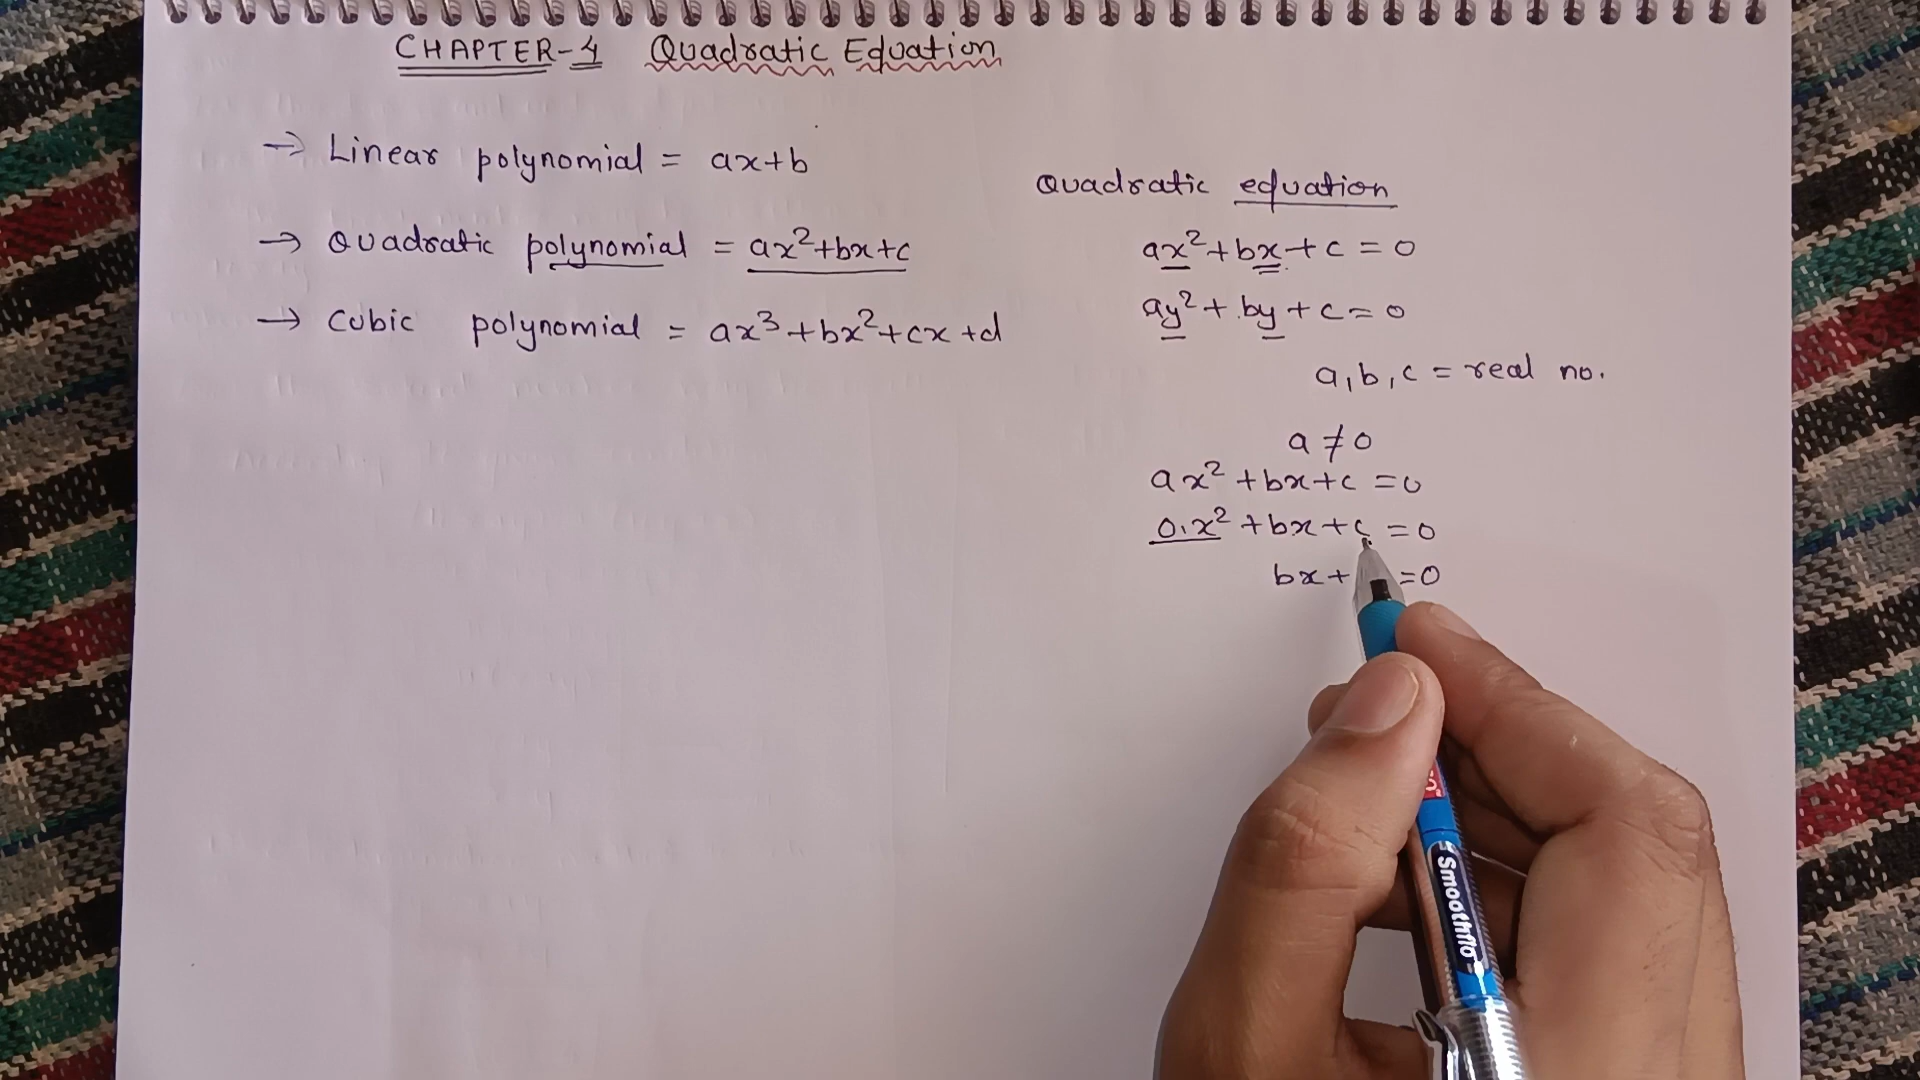 CHAPTER-4 Quadratic Equation
→ Linear polynomial = ax+b
→ Quadratic polynomial = ax²+bx+c
→ Cubic polynomial = ax³+bx²+cx+d
Quadratic equation
ax²+bx+c=0
ay²+by+c=0
a,b,c = real no.
a≠0
ax²+bx+c=0
0.x²+bx+c=0
bx+ =0
Smoothflo